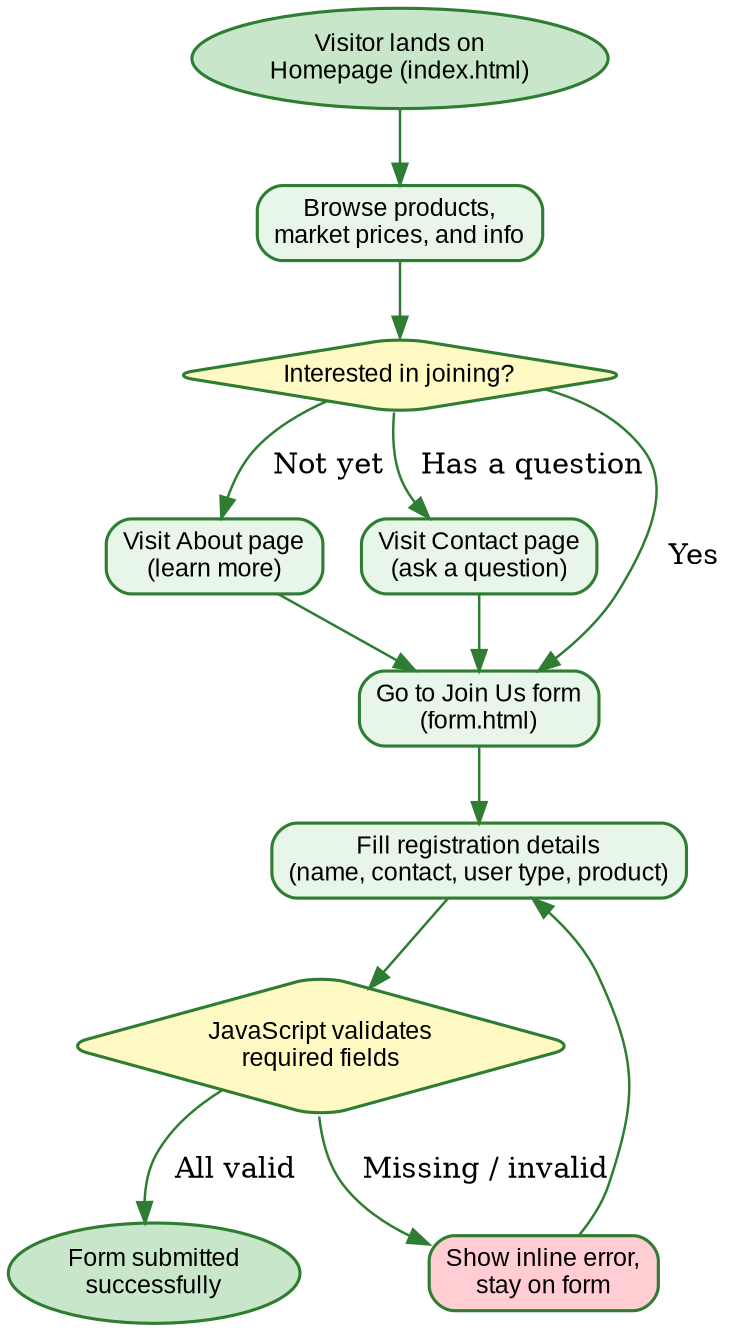 Visitor lands on
Homepage (index.html)
Browse products,
market prices, and info
Interested in joining?
Not yet
Has a question
Yes
Visit About page
(learn more)
Visit Contact page
(ask a question)
Go to Join Us form
(form.html)
Fill registration details
(name, contact, user type, product)
JavaScript validates
required fields
All valid
Missing / invalid
Form submitted
successfully
Show inline error,
stay on form